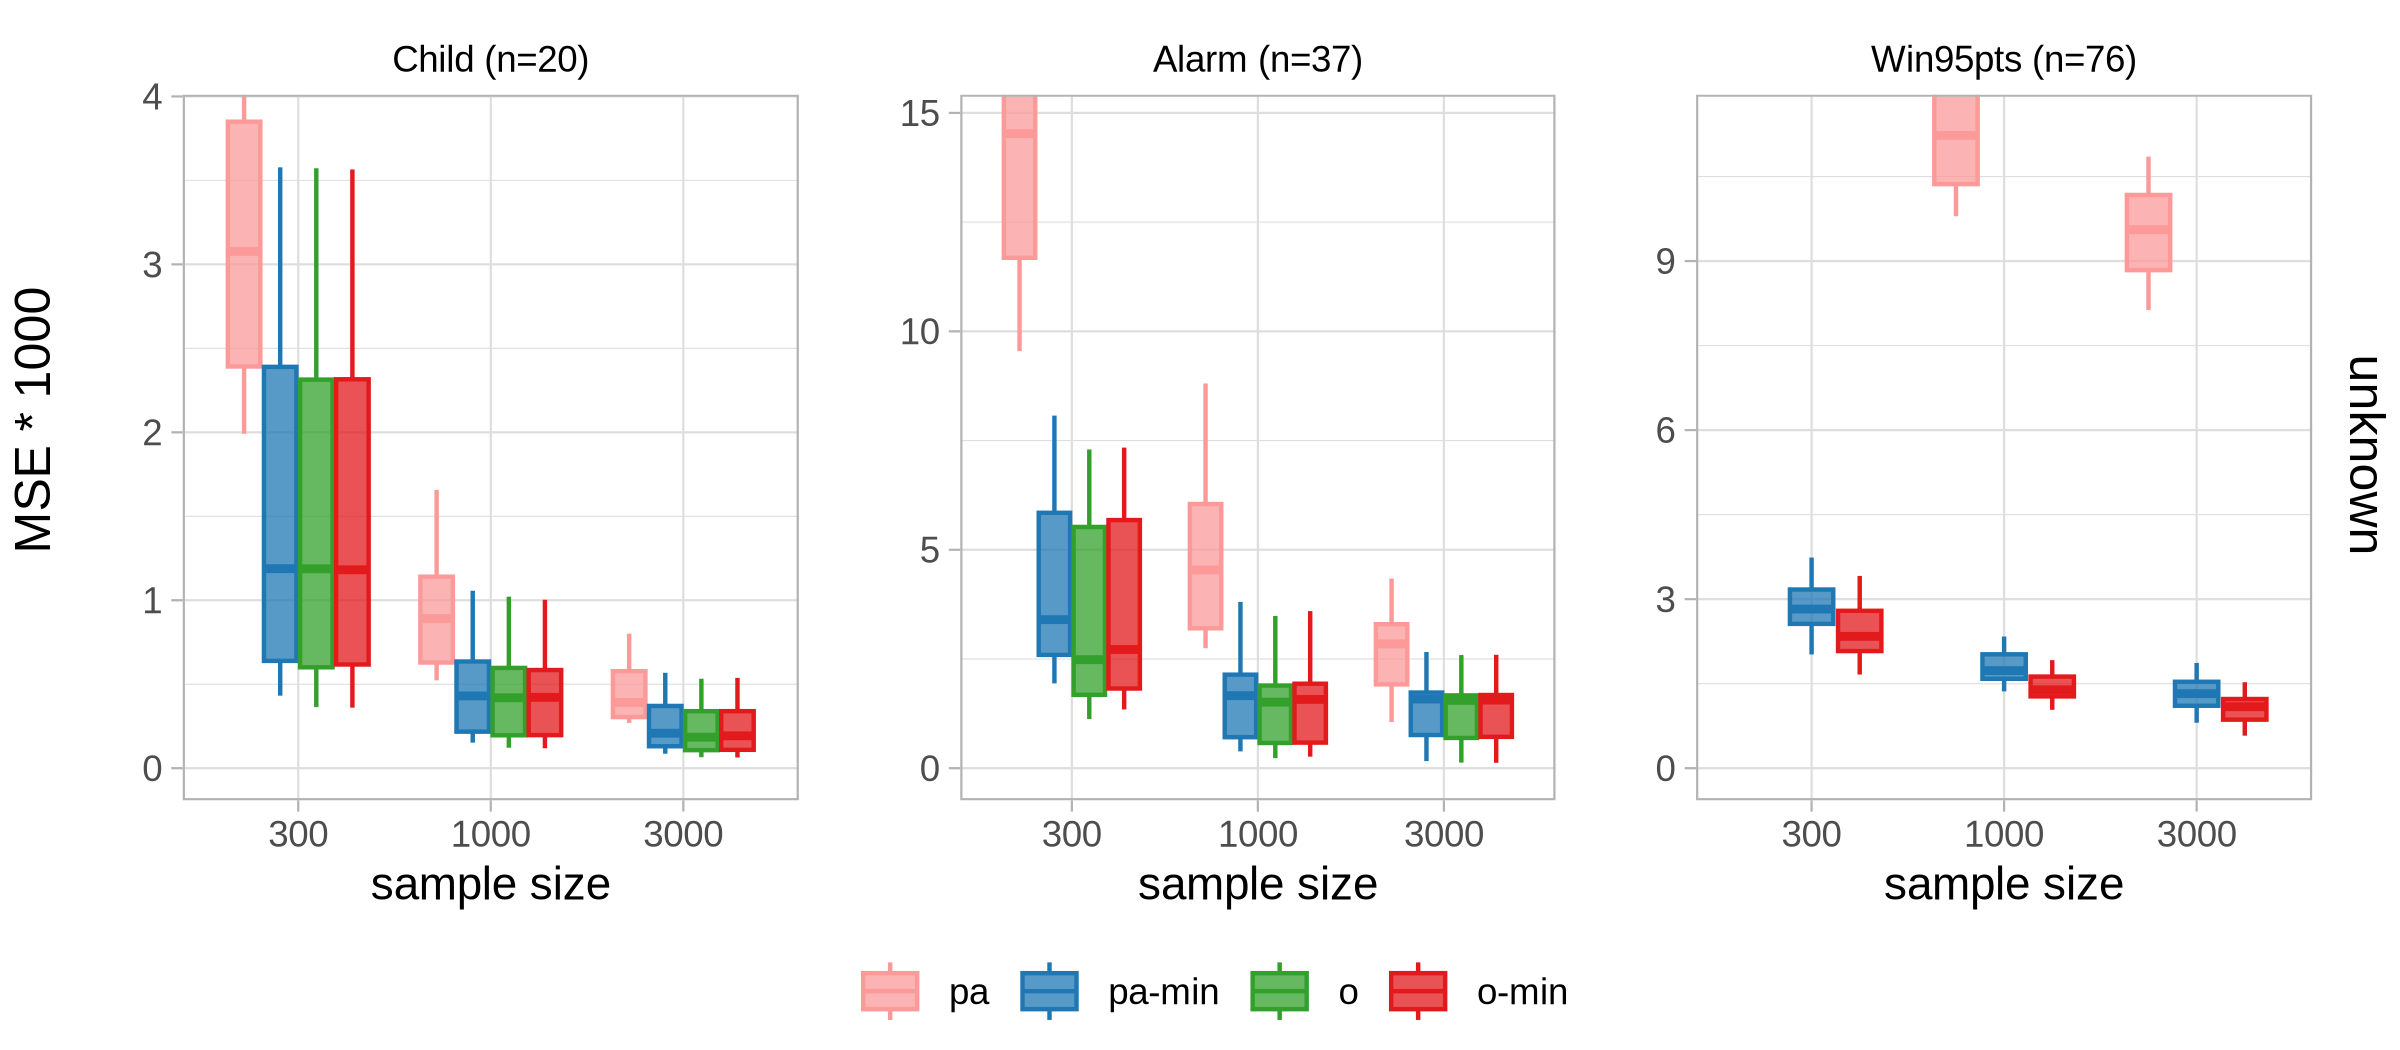 Child (n=20)
Alarm (n=37)
Win95pts (n=76)
MSE * 1000
4
3
2
1
0
15
10
5
0
9
6
3
0
unknown
300 1000 3000
300 1000 3000
300 1000 3000
sample size
sample size
sample size
pa pa-min o o-min